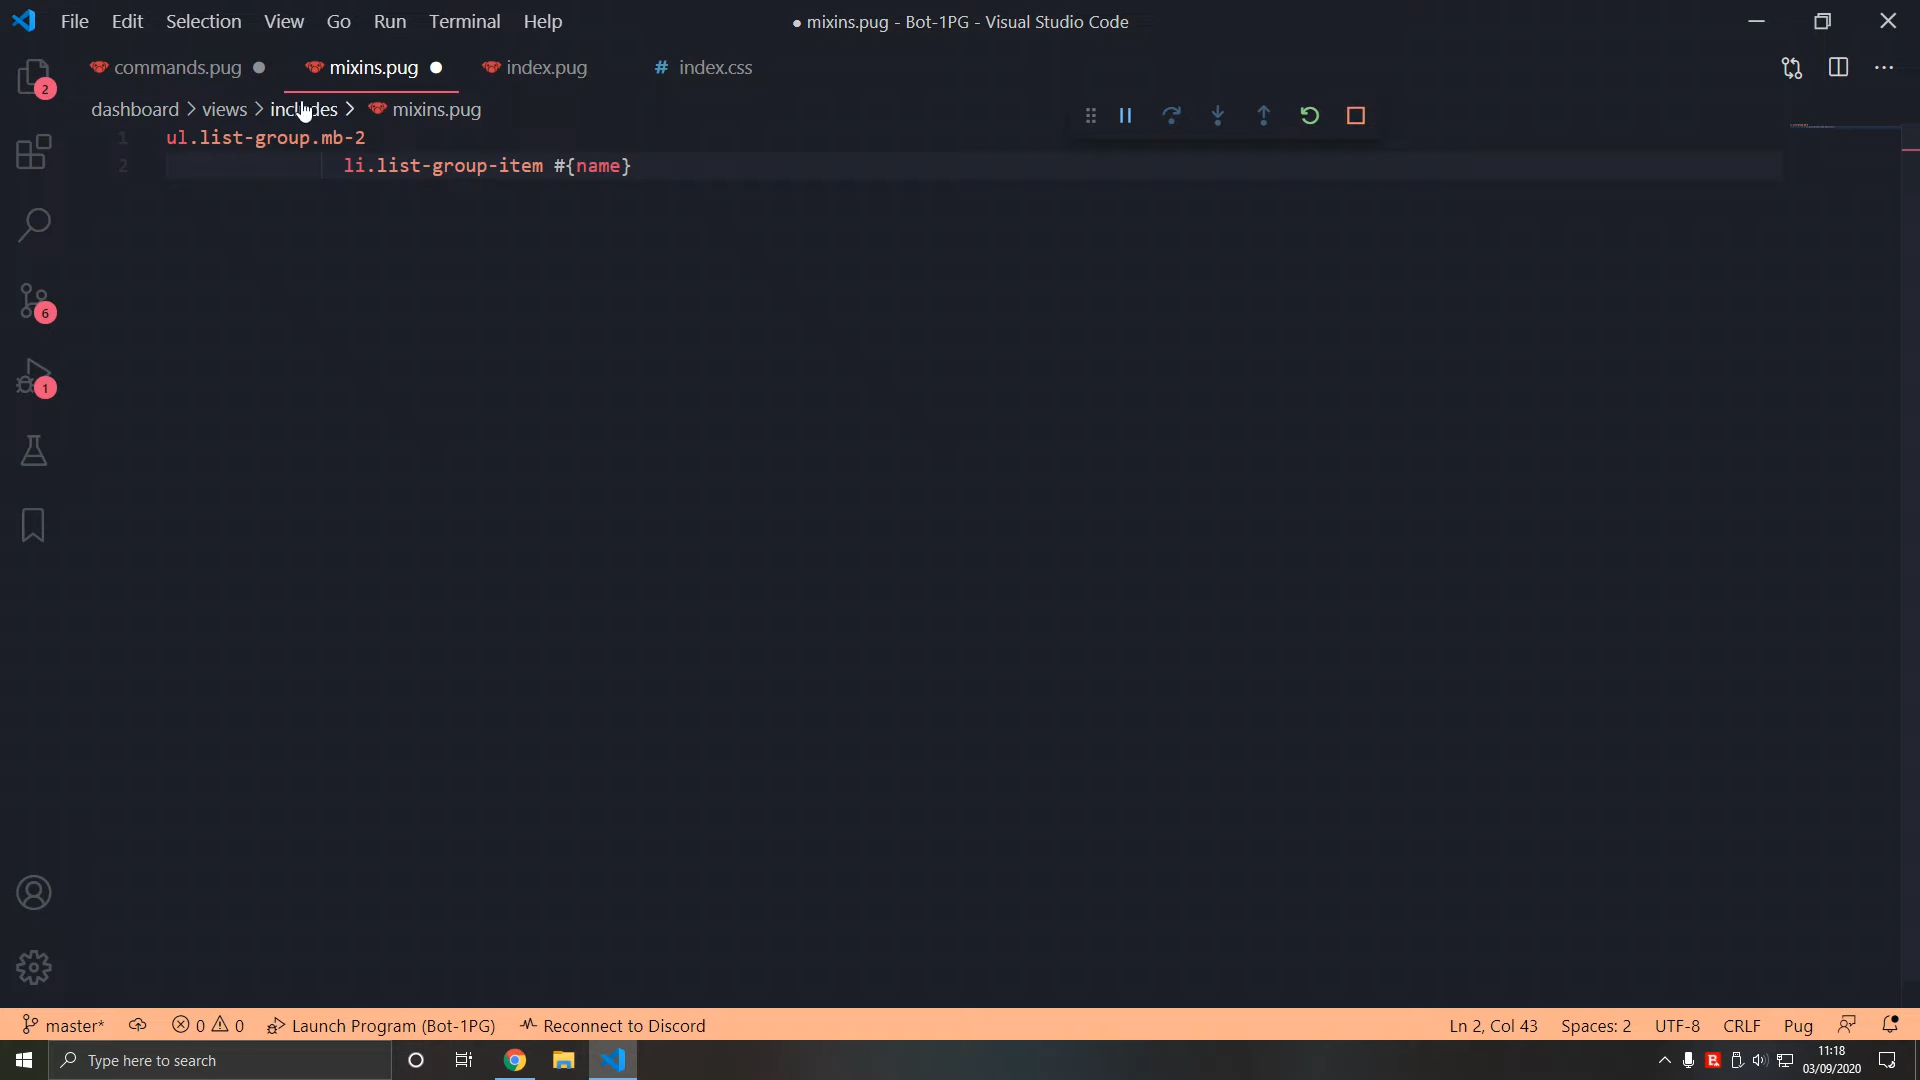 File Edit Selection View Go Run Terminal Help
● mixins.pug - Bot-1PG - Visual Studio Code
commands.pug ● mixins.pug ● index.pug # index.css
dashboard > views > includes > mixins.pug
1 ul.list-group.mb-2
2 li.list-group-item #{name}
2
6
1
master* 0 0 Launch Program (Bot-1PG) Reconnect to Discord Ln 2, Col 43 Spaces: 2 UTF-8 CRLF Pug
Type here to search
11:18
03/09/2020